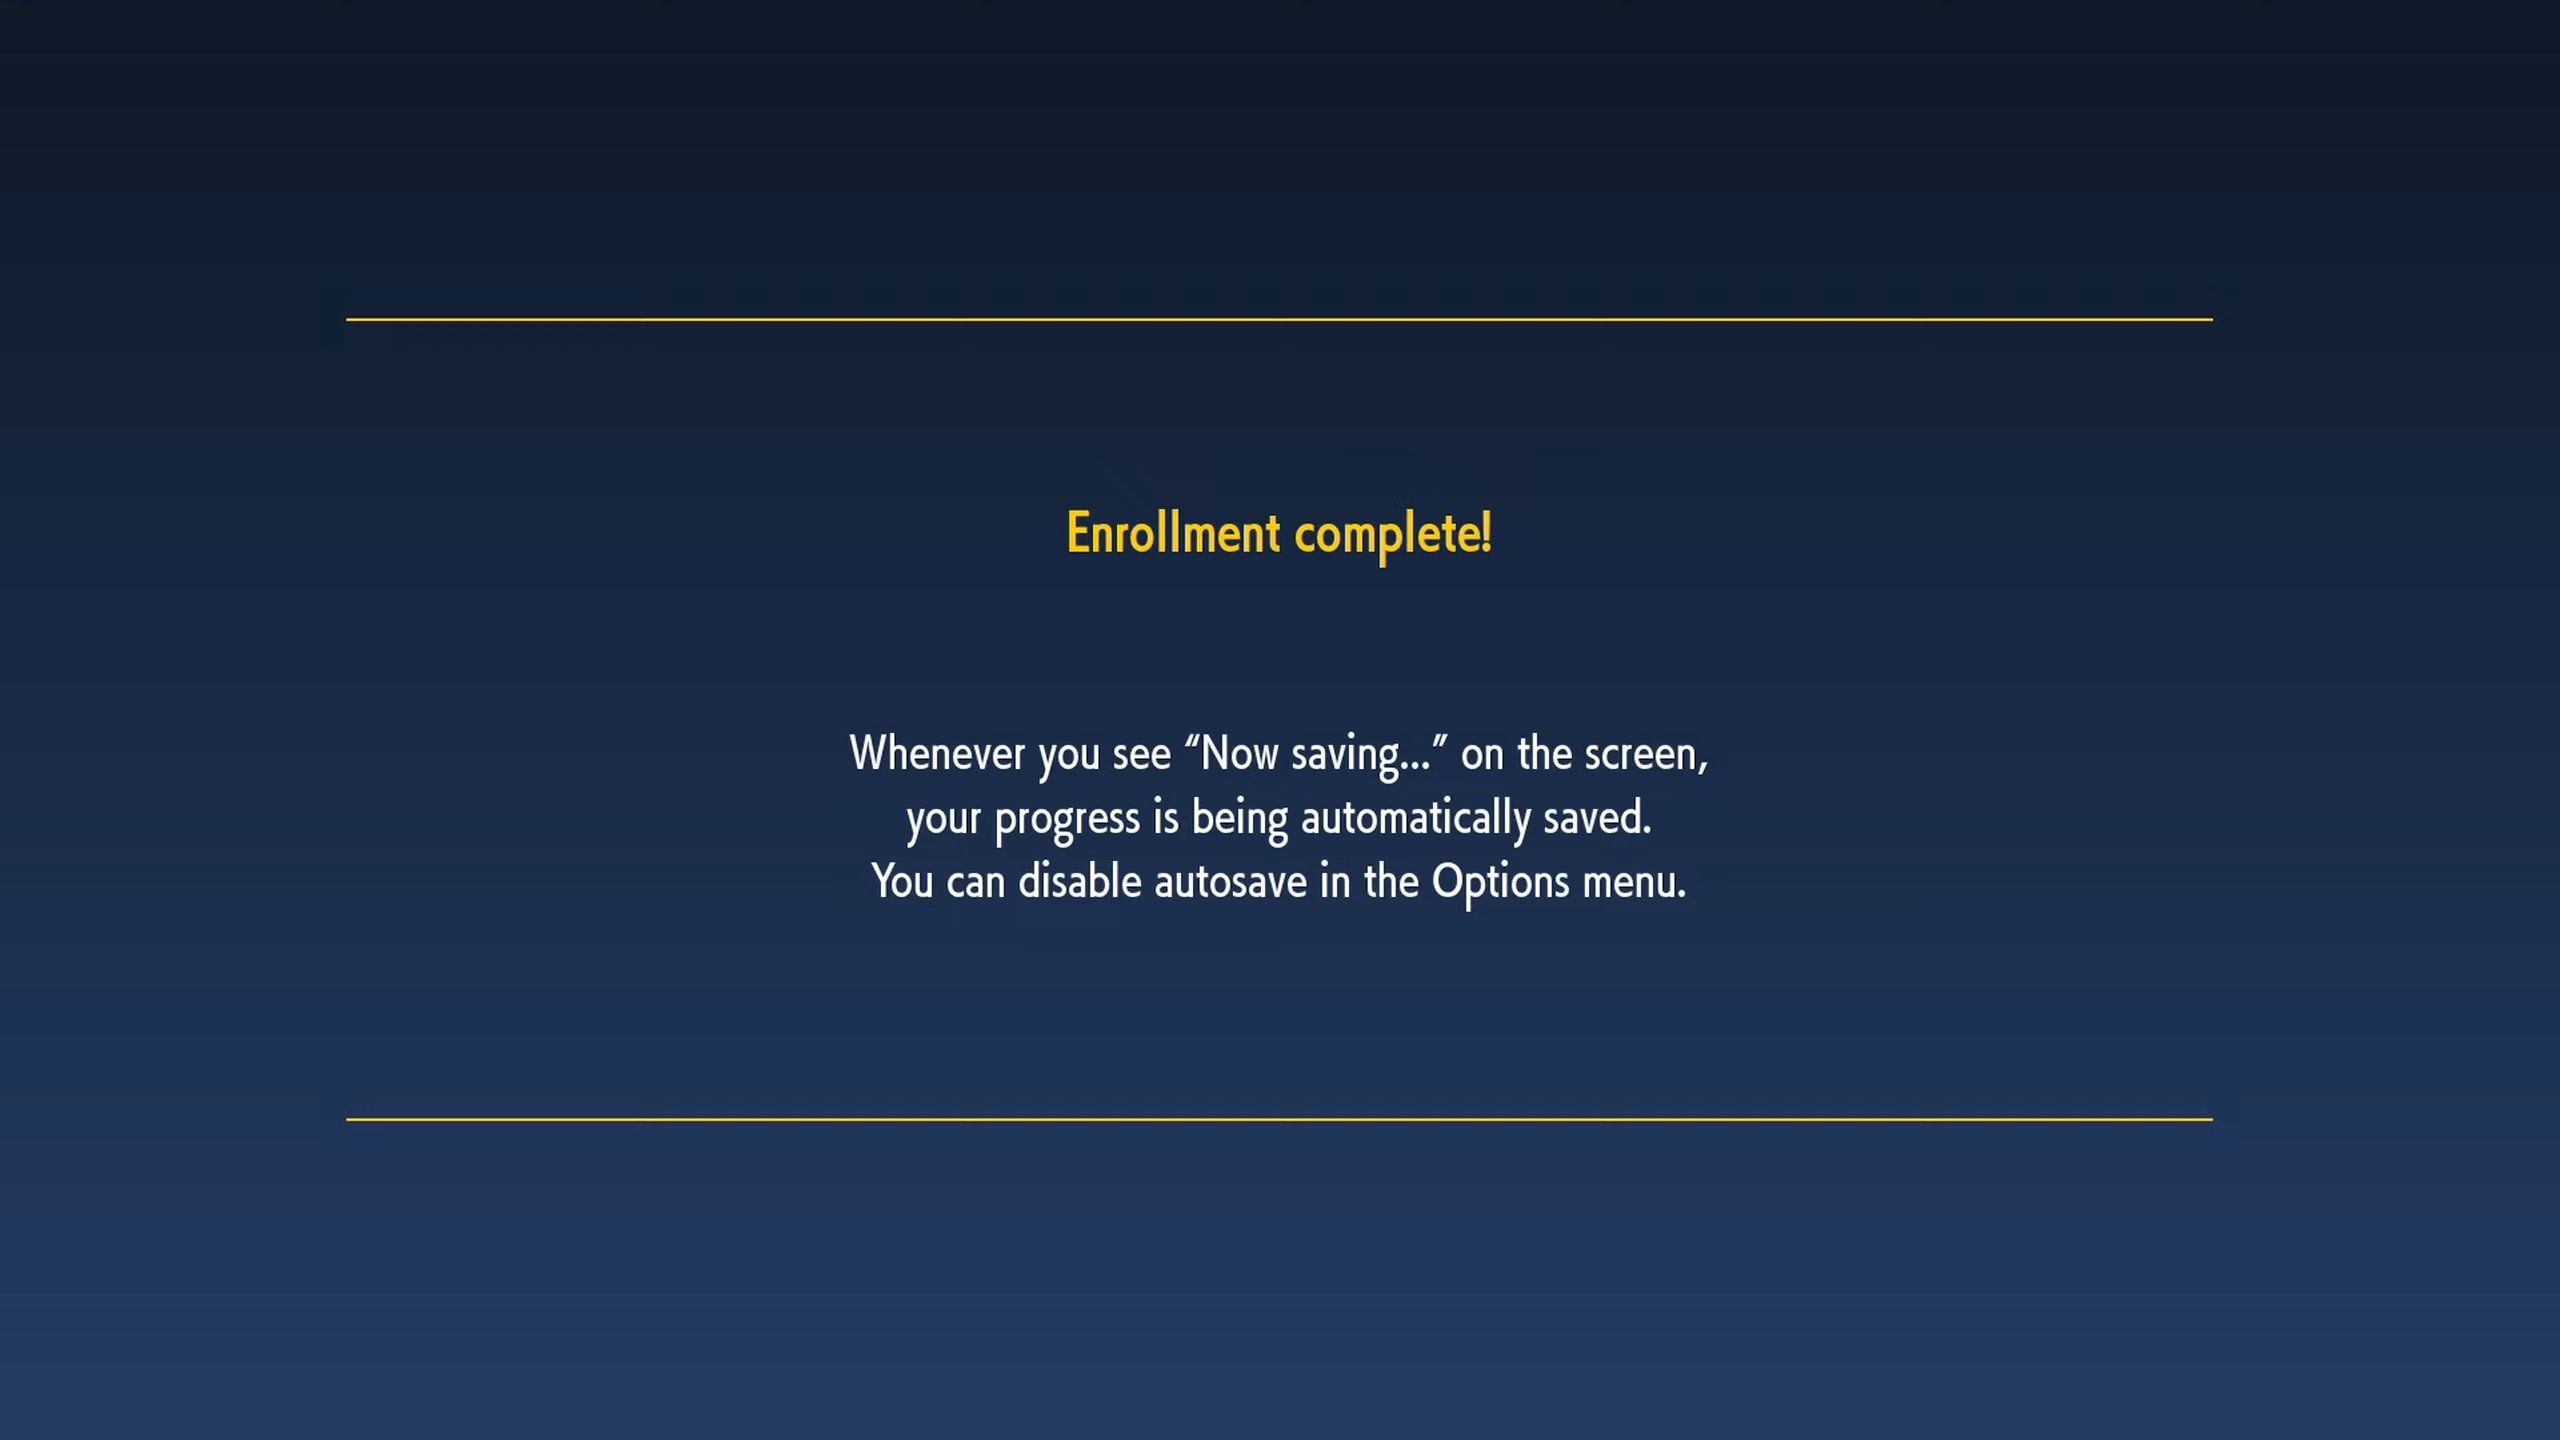 Enrollment complete!
Whenever you see “Now saving...” on the screen,
your progress is being automatically saved.
You can disable autosave in the Options menu.